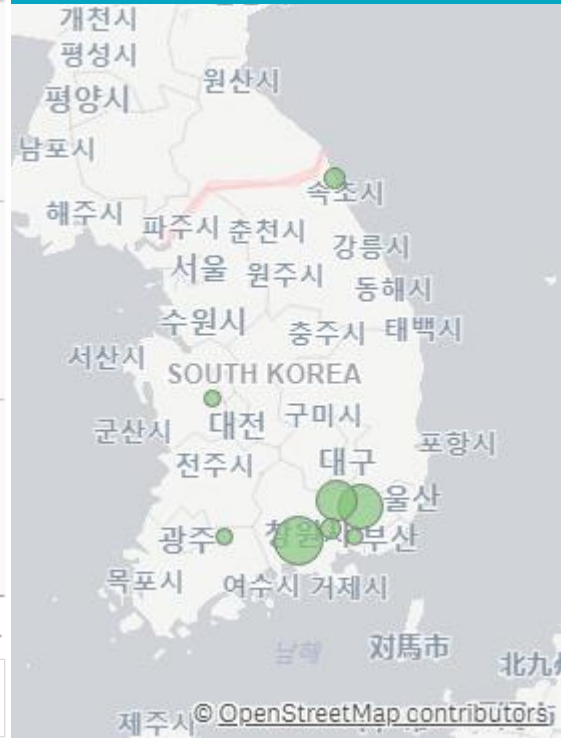 개천시
평성시
원산시
평양시
남포시
속초시
해주시
파주시 춘천시
강릉시
서울 원주시
동해시
수원시
충주시 태백시
서산시
SOUTH KOREA
군산시
대전
구미시
포항시
전주시
대구
울산
광주
창원시
부산
목포시
여수시 거제시
남해
対馬市
北九
제주시
© OpenStreetMap contributors